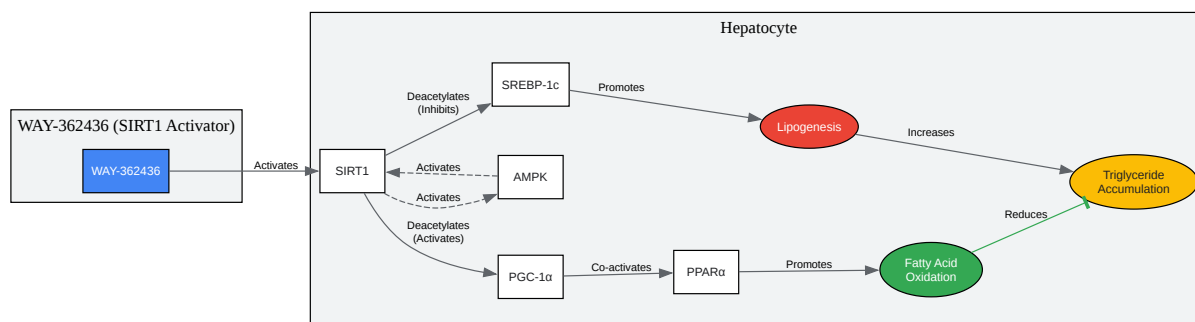 Hepatocyte
WAY-362436 (SIRT1 Activator)
WAY-362436
Activates
SIRT1
Deacetylates
(Inhibits)
SREBP-1c
Promotes
Lipogenesis
Increases
Triglyceride
Accumulation
Activates
AMPK
Activates
Deacetylates
(Activates)
PGC-1α
Co-activates
PPARα
Promotes
Fatty Acid
Oxidation
Reduces